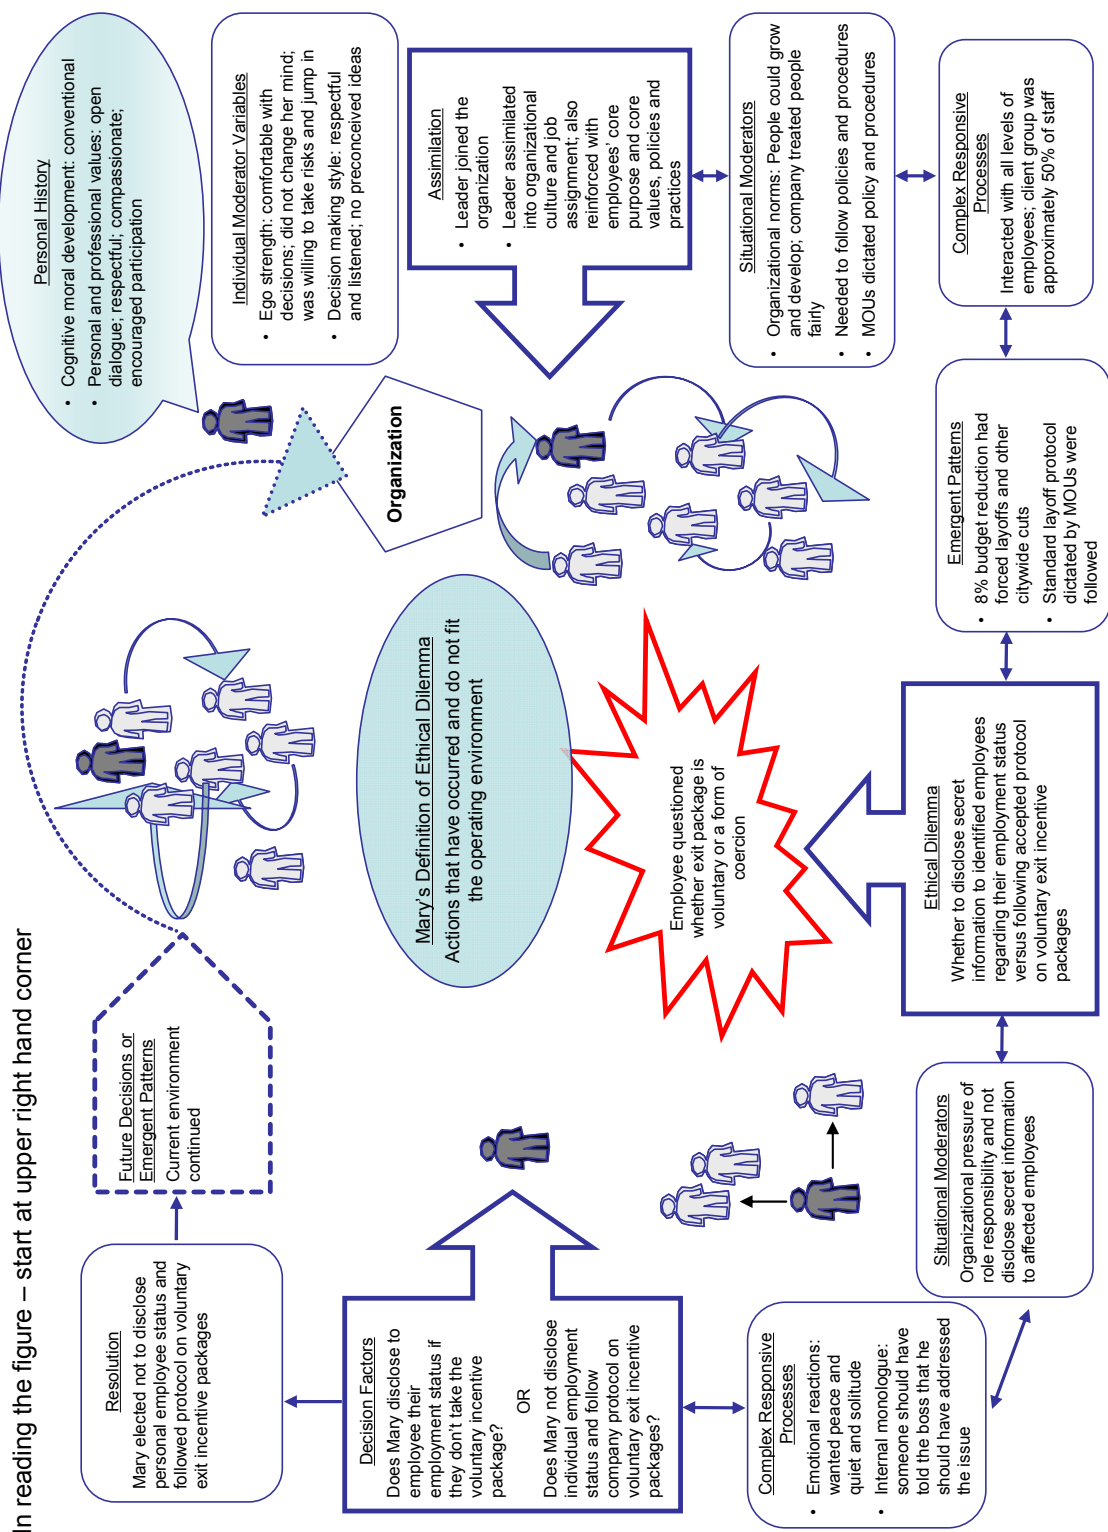 In reading the figure – start at upper right hand corner
Personal History
• Cognitive moral development: conventional
• Personal and professional values: open
dialogue; respectful; compassionate;
encouraged participation
Individual Moderator Variables
• Ego strength: comfortable with
decisions; did not change her mind;
was willing to take risks and jump in
• Decision making style: respectful
and listened; no preconceived ideas
Organization
Assimilation
• Leader joined the
organization
• Leader assimilated
into organizational
culture and job
assignment; also
reinforced with
employees' core
purpose and core
values, policies and
practices
Situational Moderators
• Organizational norms: People could grow
and develop; company treated people
fairly
• Needed to follow policies and procedures
• MOUs dictated policy and procedures
Complex Responsive
Processes
Interacted with all levels of
employees; client group was
approximately 50% of staff
Emergent Patterns
• 8% budget reduction had
forced layoffs and other
citywide cuts
• Standard layoff protocol
dictated by MOUs were
followed
Mary's Definition of Ethical Dilemma
Actions that have occurred and do not fit
the operating environment
Employee questioned
whether exit package is
voluntary or a form of
coercion
Ethical Dilemma
Whether to disclose secret
information to identified employees
regarding their employment status
versus following accepted protocol
on voluntary exit incentive
packages
Situational Moderators
Organizational pressure of
role responsibility and not
disclose secret information
to affected employees
Complex Responsive
Processes
• Emotional reactions:
wanted peace and
quiet and solitude
• Internal monologue:
someone should have
told the boss that he
should have addressed
the issue
Decision Factors
Does Mary disclose to
employee their
employment status if
they don't take the
voluntary incentive
package?
OR
Does Mary not disclose
individual employment
status and follow
company protocol on
voluntary exit incentive
packages?
Resolution
Mary elected not to disclose
personal employee status and
followed protocol on voluntary
exit incentive packages
Future Decisions or
Emergent Patterns
Current environment
continued